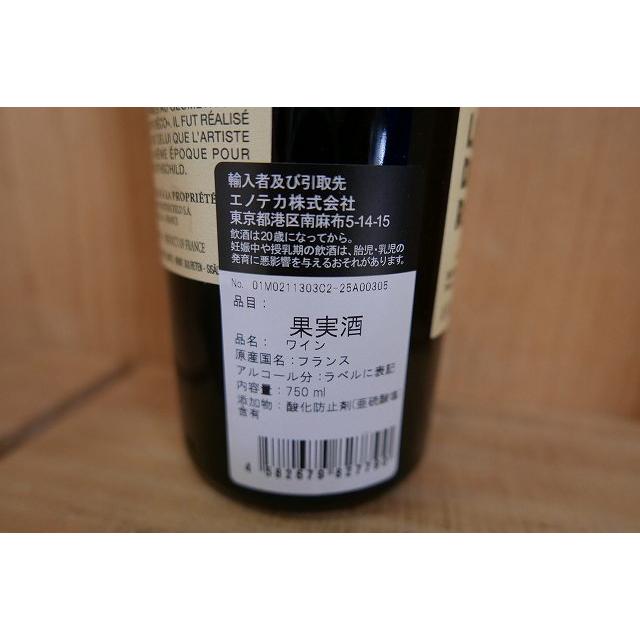 IL FUT RÉALISÉ
CELUI QUE L'ARTISTE
MÊME ÉPOQUE POUR
LA PROPRIÉTÉ
FRANCE
輸入者及び引取先
エノテカ株式会社
東京都港区南麻布5-14-15
飲酒は20歳になってから。
妊娠中や授乳期の飲酒は、胎児・乳児の
発育に悪影響を与えるおそれがあります。
No. 01M0211303C2-25A00305
品目：
果実酒
品名： ワイン
原産国名：フランス
アルコール分：ラベルに表記
内容量：750 ml
添加物：酸化防止剤(亜硫酸塩
含有